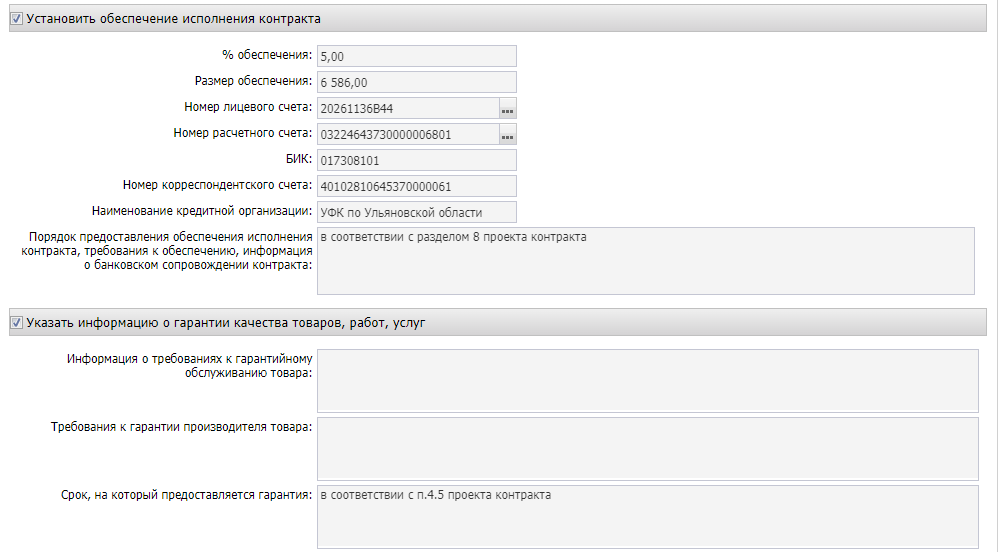 Установить обеспечение исполнения контракта
% обеспечения: 5,00
Размер обеспечения: 6 586,00
Номер лицевого счета: 20261136B44
Номер расчетного счета: 03224643730000006801
БИК: 017308101
Номер корреспондентского счета: 40102810645370000061
Наименование кредитной организации: УФК по Ульяновской области
Порядок предоставления обеспечения исполнения
контракта, требования к обеспечению, информация
о банковском сопровождении контракта:
в соответствии с разделом 8 проекта контракта
Указать информацию о гарантии качества товаров, работ, услуг
Информация о требованиях к гарантийному
обслуживанию товара:
Требования к гарантии производителя товара:
Срок, на который предоставляется гарантия: в соответствии с п.4.5 проекта контракта